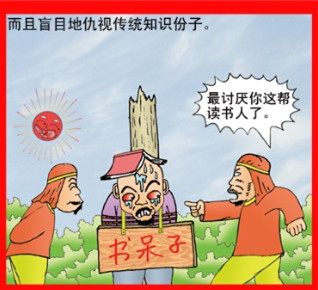 而且盲目地仇视传统知识份子。
最讨厌你这帮
读书人了。
书呆子